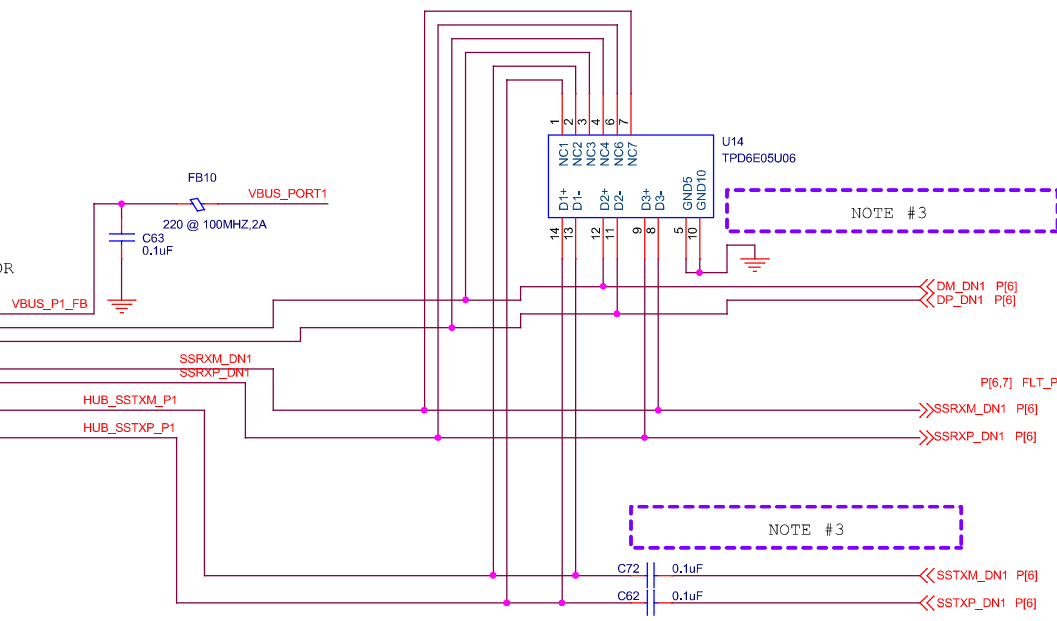 U14
TPD6E05U06
1 2 3 4 6 7
NC1 NC2 NC3 NC4 NC6 NC7
D1+ D1- D2+ D2- D3+ D3- GND5 GND10
14 13 12 11 9 8 5 10
NOTE #3
FB10
VBUS_PORT1
220 @ 100MHZ,2A
C63
0.1uF
OR
VBUS_P1_FB
DM_DN1 P[6]
DP_DN1 P[6]
SSRXM_DN1
SSRXP_DN1
P[6,7] FLT_P
HUB_SSTXM_P1
SSRXM_DN1 P[6]
HUB_SSTXP_P1
SSRXP_DN1 P[6]
NOTE #3
C72 0.1uF
SSTXM_DN1 P[6]
C62 0.1uF
SSTXP_DN1 P[6]